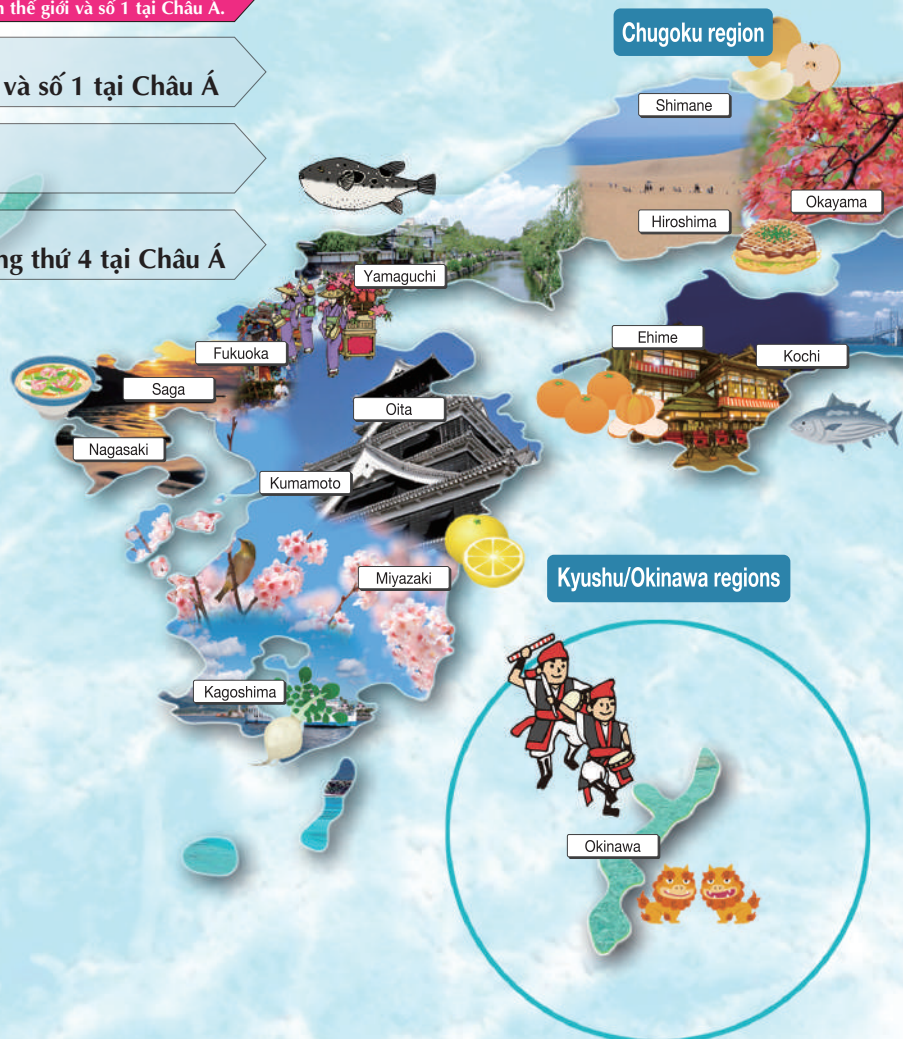 thế giới và số 1 tại Châu Á.
và số 1 tại Châu Á
thứ 4 tại Châu Á
Chugoku region
Shimane
Okayama
Hiroshima
Yamaguchi
Ehime
Kochi
Fukuoka
Saga
Oita
Nagasaki
Kumamoto
Miyazaki
Kyushu/Okinawa regions
Kagoshima
Okinawa